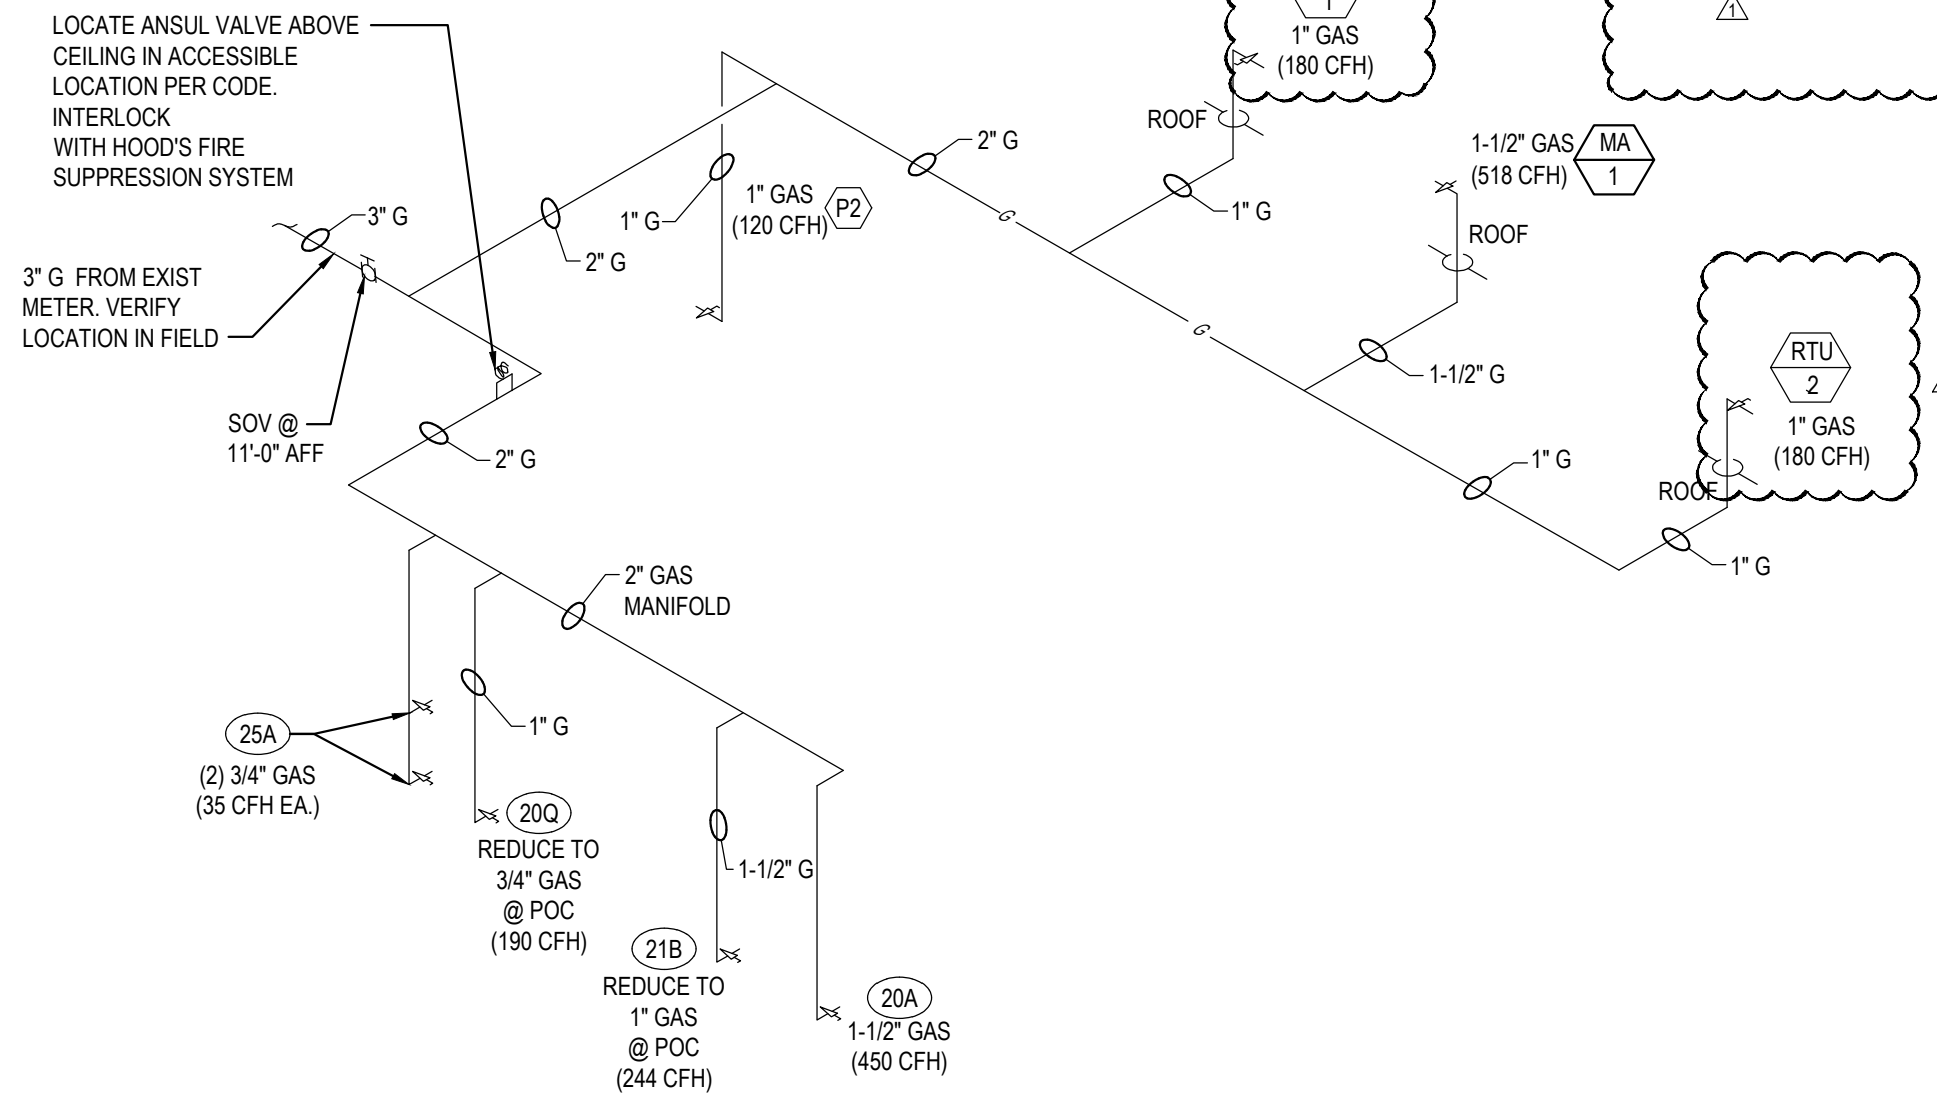 LOCATE ANSUL VALVE ABOVE
CEILING IN ACCESSIBLE
LOCATION PER CODE.
INTERLOCK
WITH HOOD'S FIRE
SUPPRESSION SYSTEM
1
1" GAS
(180 CFH)
1
ROOF
2" G
1-1/2" GAS
(518 CFH)
MA
1
1" G
1" GAS
(120 CFH)
P2
1" G
3" G
G
ROOF
2" G
3" G FROM EXIST
METER. VERIFY
LOCATION IN FIELD
G
RTU
2
1-1/2" G
SOV @
11'-0" AFF
1" GAS
(180 CFH)
2" G
1" G
ROOF
1" G
2" GAS
MANIFOLD
1" G
25A
(2) 3/4" GAS
(35 CFH EA.)
20Q
REDUCE TO
3/4" GAS
@ POC
(190 CFH)
1-1/2" G
21B
REDUCE TO
1" GAS
@ POC
(244 CFH)
20A
1-1/2" GAS
(450 CFH)